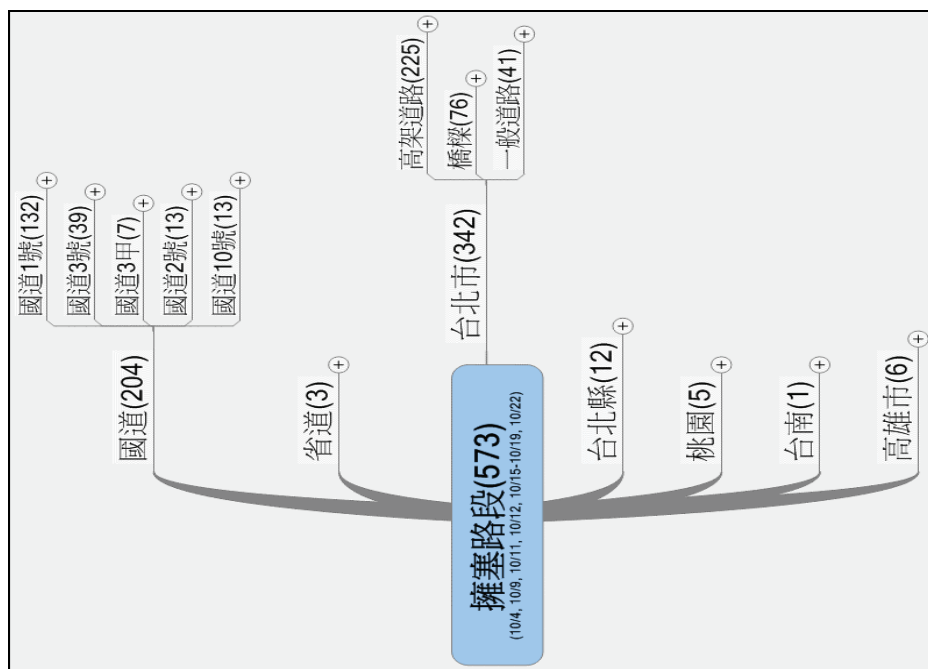 擁塞路段(573)
(10/4, 10/9, 10/11, 10/12, 10/15-10/19, 10/22)
國道(204)
國道1號(132)
國道3號(39)
國道3甲(7)
國道2號(13)
國道10號(13)
省道(3)
台北市(342)
高架道路(225)
橋樑(76)
一般道路(41)
台北縣(12)
桃園(5)
台南(1)
高雄市(6)